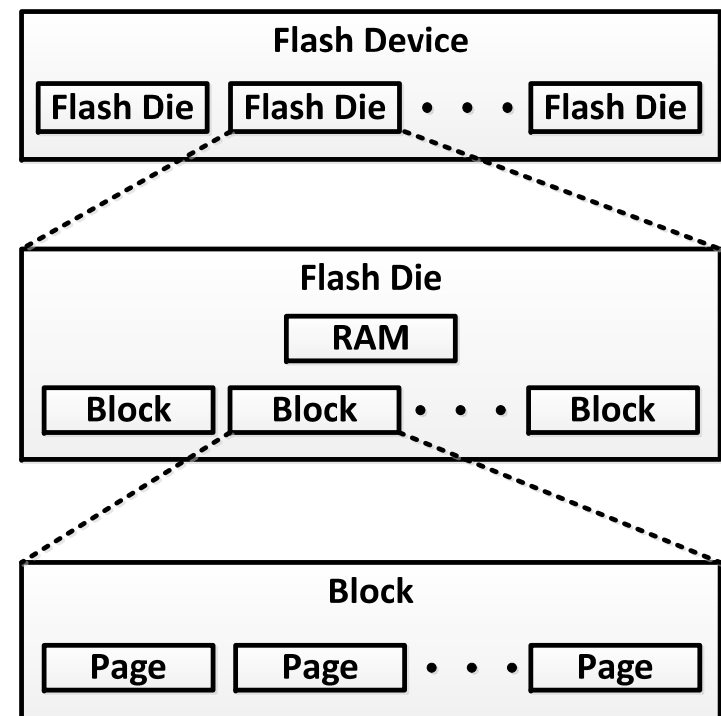 Flash Device
Flash Die Flash Die • • • Flash Die
Flash Die
RAM
Block Block • • • Block
Block
Page Page • • • Page